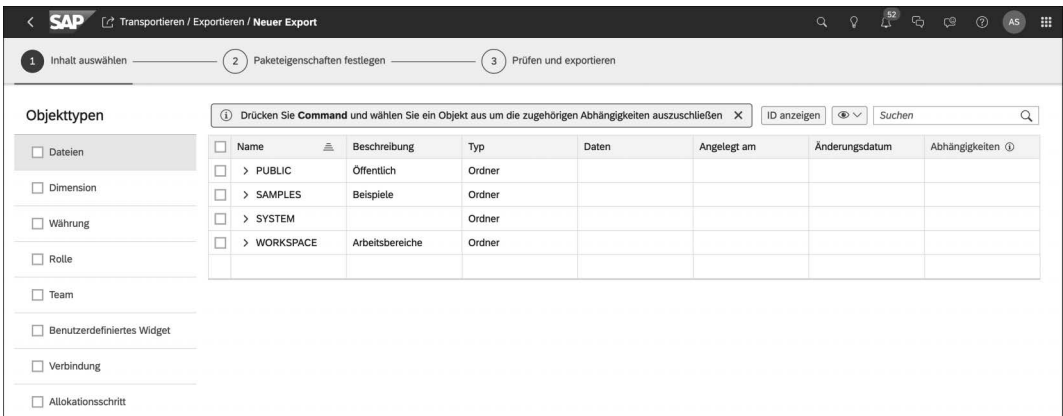 SAP Transportieren / Exportieren / Neuer Export 52 AS
1 Inhalt auswählen 2 Paketeigenschaften festlegen 3 Prüfen und exportieren
Objekttypen
Dateien
Dimension
Währung
Rolle
Team
Benutzerdefiniertes Widget
Verbindung
Allokationsschritt
Drücken Sie Command und wählen Sie ein Objekt aus um die zugehörigen Abhängigkeiten auszuschließen ID anzeigen Suchen
Name Beschreibung Typ Daten Angelegt am Änderungsdatum Abhängigkeiten
PUBLIC Öffentlich Ordner
SAMPLES Beispiele Ordner
SYSTEM Ordner
WORKSPACE Arbeitsbereiche Ordner